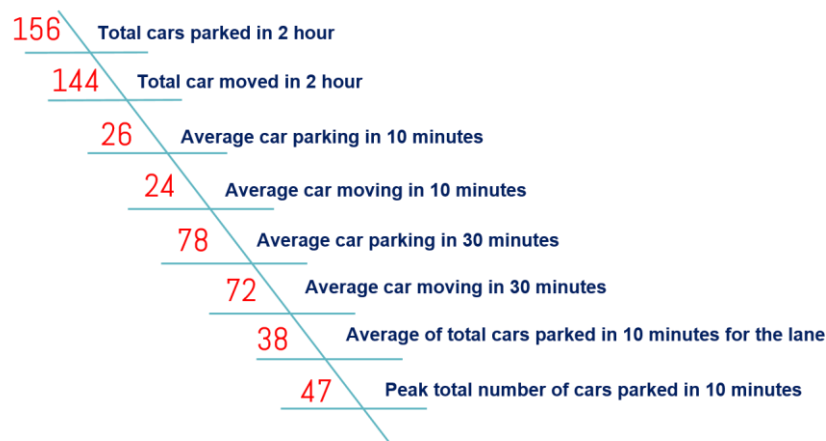 156 Total cars parked in 2 hour
144 Total car moved in 2 hour
26 Average car parking in 10 minutes
24 Average car moving in 10 minutes
78 Average car parking in 30 minutes
72 Average car moving in 30 minutes
38 Average of total cars parked in 10 minutes for the lane
47 Peak total number of cars parked in 10 minutes